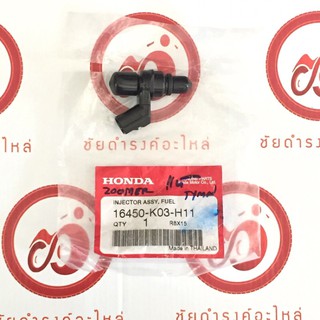 HONDA
ZOOMER
INJECTOR ASSY, FUEL
16450-K03-H11
QTY 1 R8X15
Made in THAILAND
ชัยดำรงค์อะไหล่
ชัยดำรงค์อะไหล่